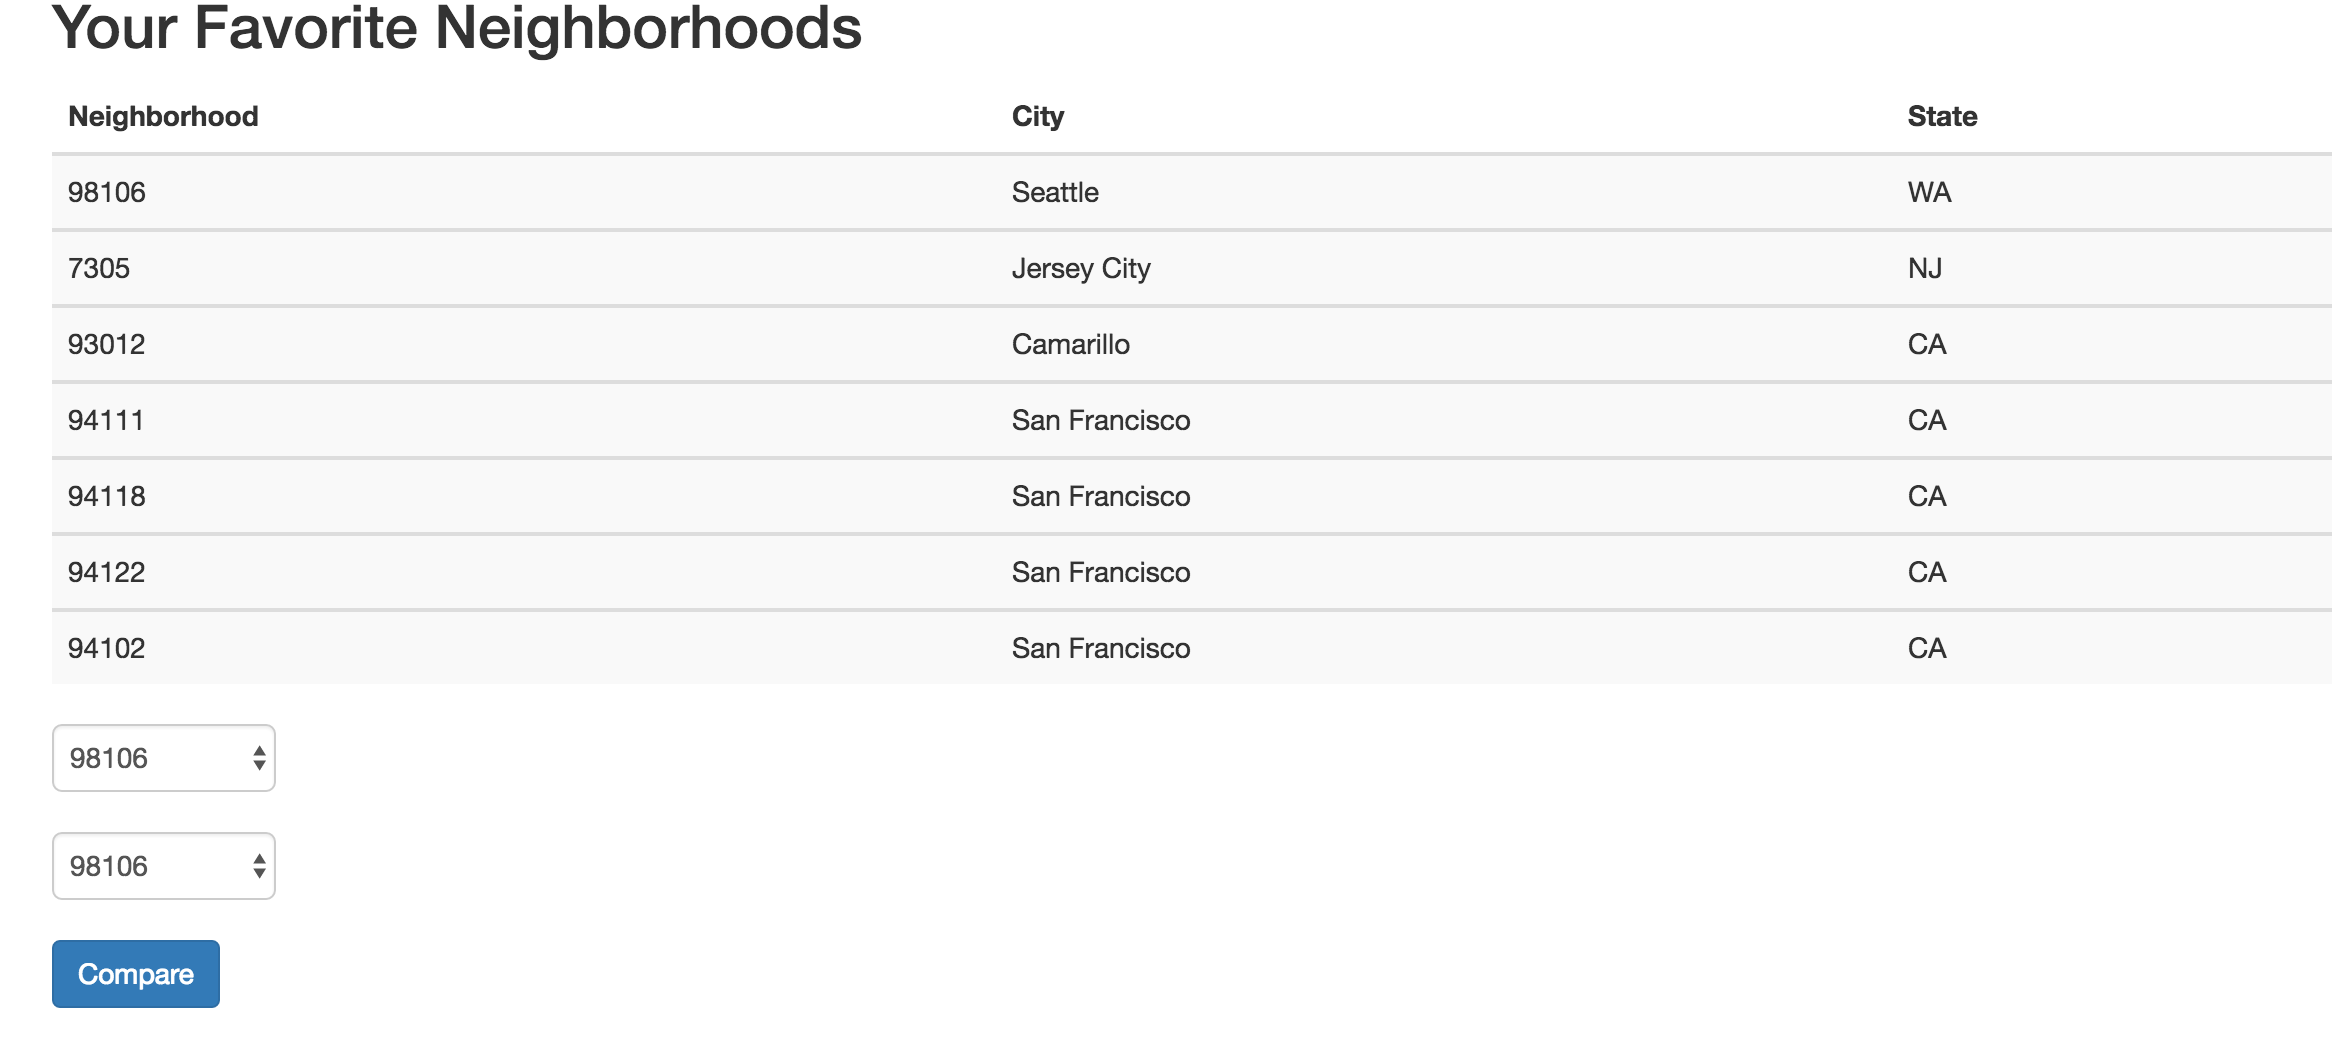 Your Favorite Neighborhoods
Neighborhood City State
98106 Seattle WA
7305 Jersey City NJ
93012 Camarillo CA
94111 San Francisco CA
94118 San Francisco CA
94122 San Francisco CA
94102 San Francisco CA
98106
98106
Compare